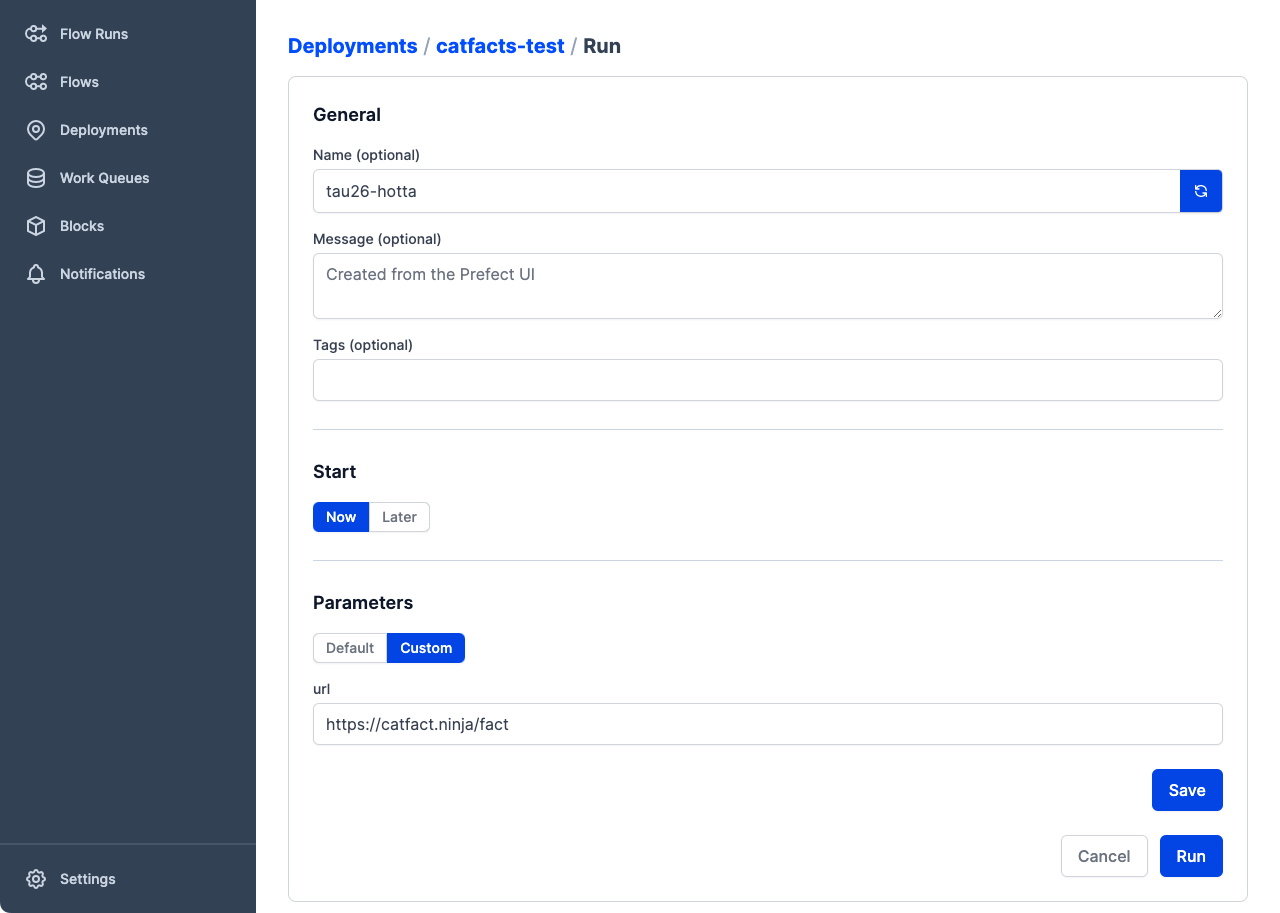 Flow Runs
Flows
Deployments
Work Queues
Blocks
Notifications
Settings
Deployments / catfacts-test / Run
General
Name (optional)
tau26-hotta
Message (optional)
Created from the Prefect UI
Tags (optional)
Start
Now Later
Parameters
Default Custom
url
https://catfact.ninja/fact
Save
Cancel Run